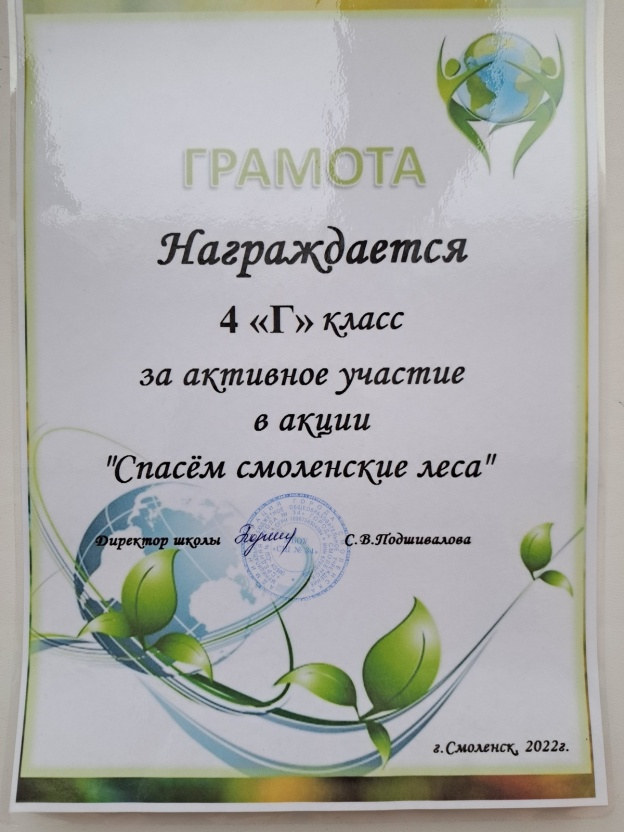 ГРАМОТА
Награждается
4 «Г» класс
за активное участие
в акции
"Спасём смоленские леса"
Директор школы С.В.Подшивалова
г.Смоленск, 2022г.